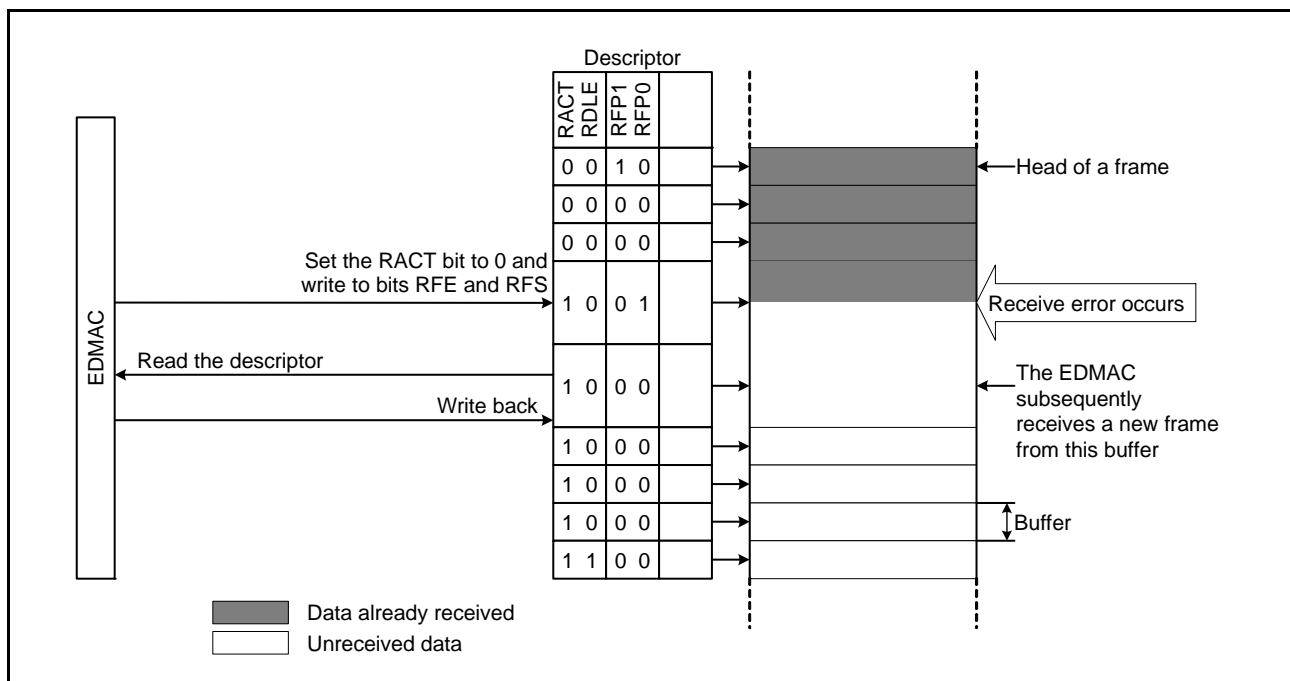 Descriptor
RACT
RDLE
RFP1
RFP0
0 0 1 0
Head of a frame
0 0 0 0
0 0 0 0
Set the RACT bit to 0 and
write to bits RFE and RFS
1 0 0 1
Receive error occurs
EDMAC
Read the descriptor
1 0 0 0
Write back
The EDMAC
subsequently
receives a new frame
from this buffer
1 0 0 0
1 0 0 0
1 0 0 0
Buffer
1 1 0 0
Data already received
Unreceived data